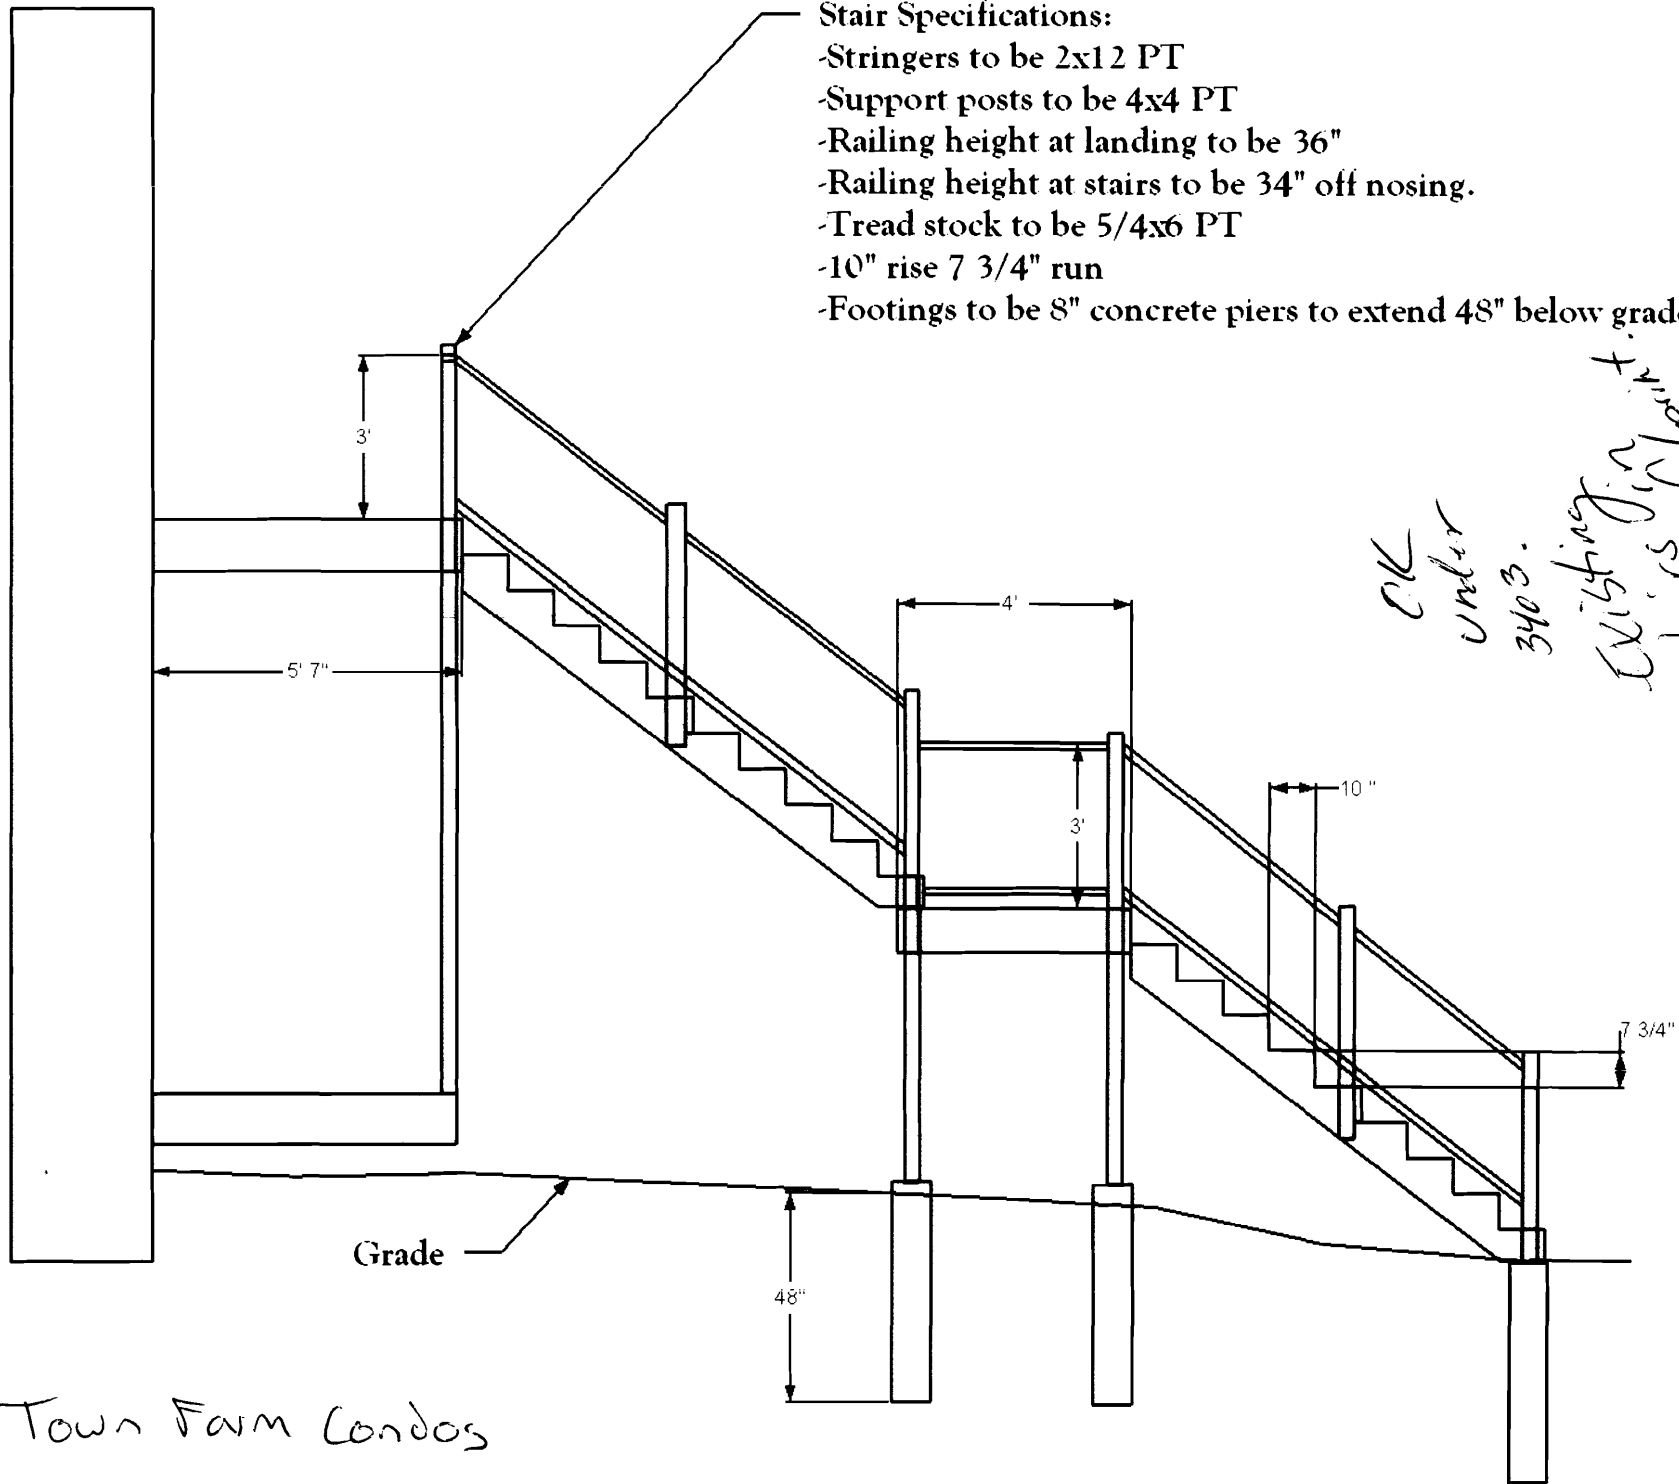 Stair Specifications:
-Stringers to be 2x12 PT
-Support posts to be 4x4 PT
-Railing height at landing to be 36"
-Railing height at stairs to be 34" off nosing.
-Tread stock to be 5/4x6 PT
-10" rise 7 3/4" run
-Footings to be 8" concrete piers to extend 48" below grad
OK
under
3403.
Existing
in
is
3'
4'
5' 7"
3'
10 "
7 3/4"
Grade
48"
Town Farm Condos